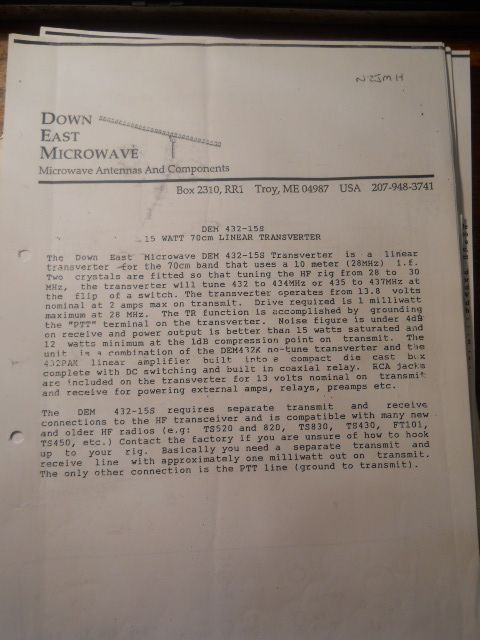 N2JMH
DOWN
EAST
MICROWAVE
Microwave Antennas And Components
Box 2310, RR1 Troy, ME 04987 USA 207-948-3741
DEM 432-15S
15 WATT 70cm LINEAR TRANSVERTER
The Down East Microwave DEM 432-15S Transverter is a linear
transverter for the 70cm band that uses a 10 meter (28MHz) i.f.
Two crystals are fitted so that tuning the HF rig from 28 to 30
MHz, the transverter will tune 432 to 434MHz or 435 to 437MHz at
the flip of a switch. The transverter operates from 13.8 volts
nominal at 2 amps max on transmit. Drive required is 1 milliwatt
maximum at 28 MHz. The TR function is accomplished by grounding
the "PTT" terminal on the transverter. Noise figure is under 4dB
on receive and power output is better than 15 watts saturated and
12 watts minimum at the 1dB compression point on transmit. The
unit is a combination of the DEM432K no-tune transverter and the
432PAK linear amplifier built into a compact die cast box
complete with DC switching and built in coaxial relay. RCA jacks
are included on the transverter for 13 volts nominal on transmit
and receive for powering external amps, relays, preamps etc.
The DEM 432-15S requires separate transmit and receive
connections to the HF transceiver and is compatible with many new
and older HF radios (e.g: TS520 and 820, TS830, TS430, FT101,
TS450, etc.) Contact the factory if you are unsure of how to hook
up to your rig. Basically you need a separate transmit and
receive line with approximately one milliwatt out on transmit.
The only other connection is the PTT line (ground to transmit).